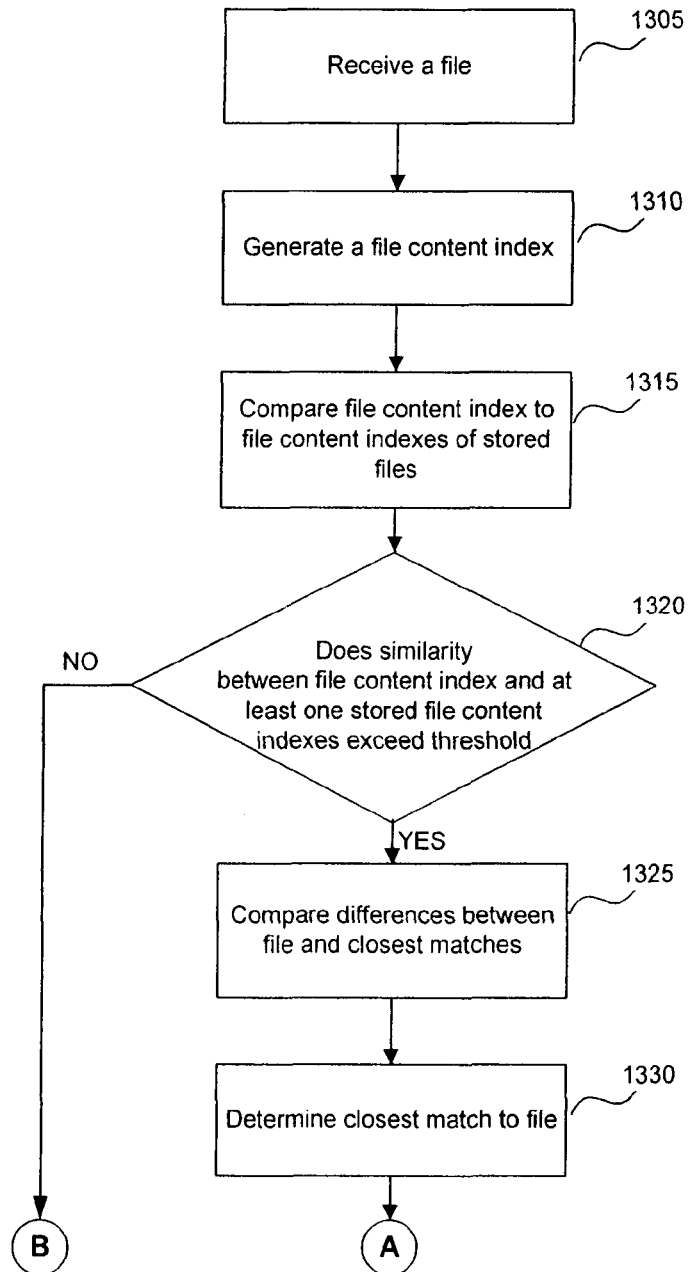 1305
Receive a file
1310
Generate a file content index
1315
Compare file content index to
file content indexes of stored
files
1320
NO
Does similarity
between file content index and at
least one stored file content
indexes exceed threshold
YES
1325
Compare differences between
file and closest matches
1330
Determine closest match to file
B
A